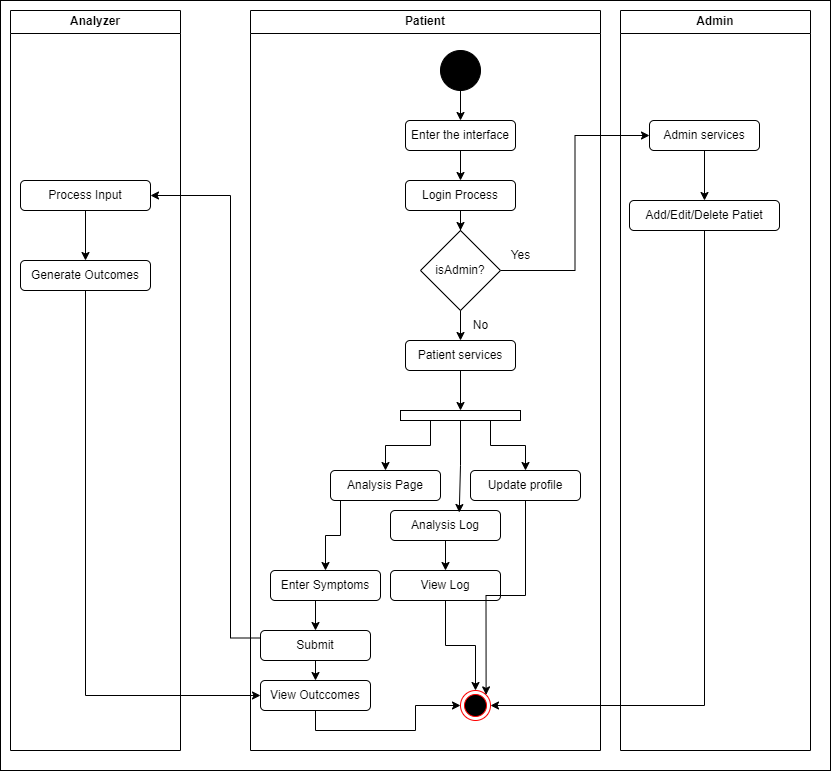 Analyzer
Patient
Admin
Enter the interface
Admin services
Process Input
Login Process
Add/Edit/Delete Patiet
Yes
isAdmin?
Generate Outcomes
No
Patient services
Analysis Page
Update profile
Analysis Log
Enter Symptoms
View Log
Submit
View Outccomes